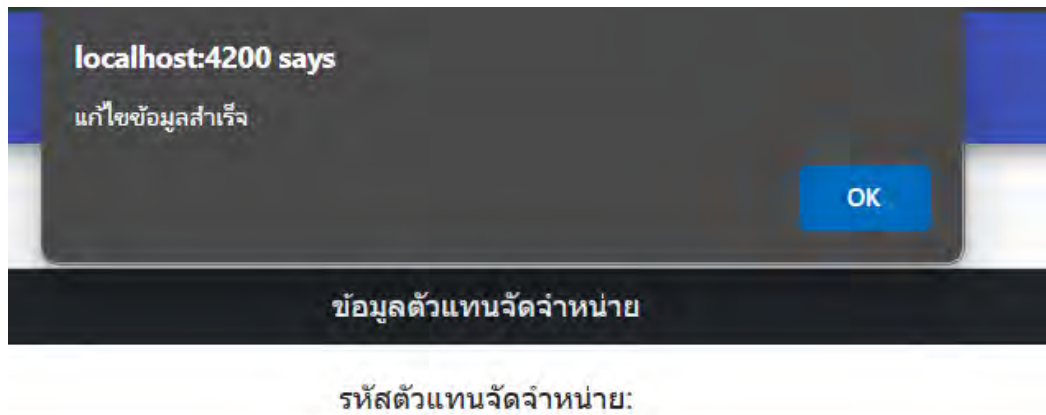 localhost:4200 says
แก้ไขข้อมูลสำเร็จ
OK
ข้อมูลตัวแทนจัดจำหน่าย
รหัสตัวแทนจัดจำหน่าย: